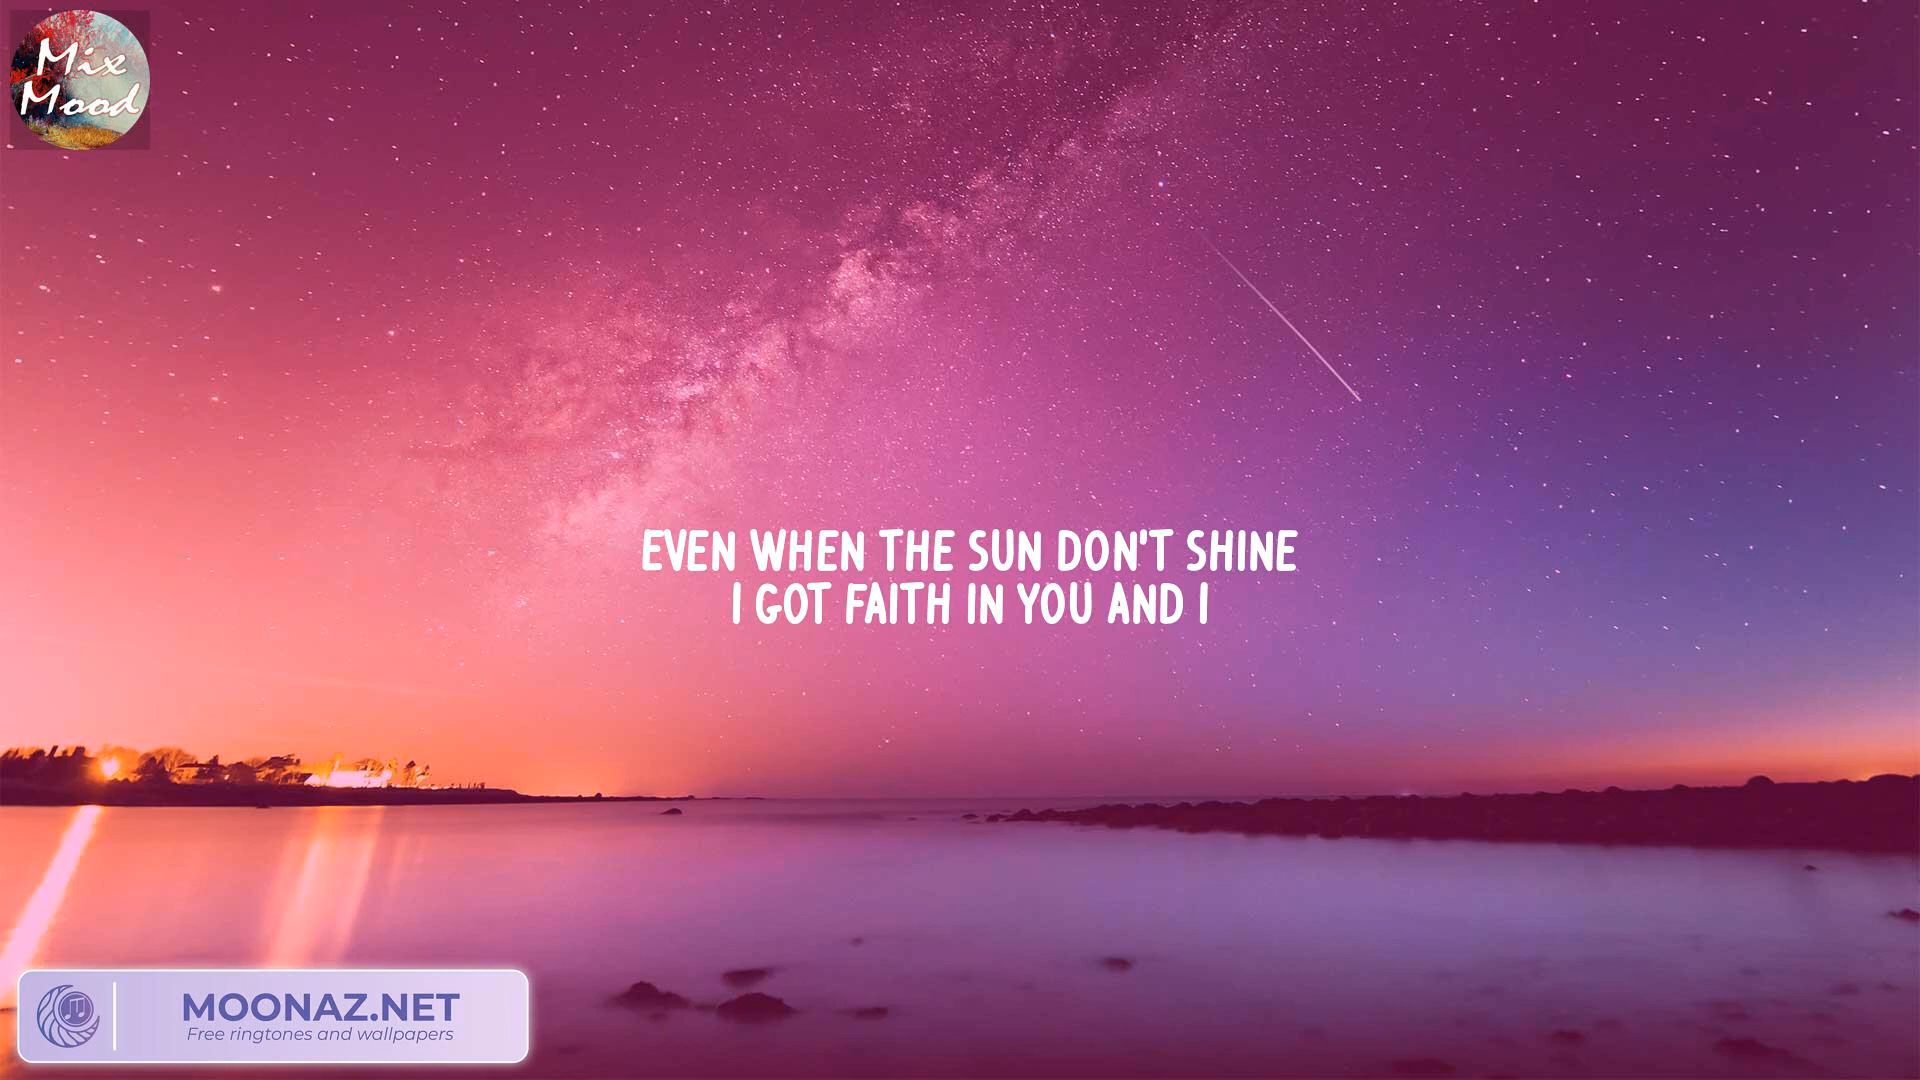 Mix
Mood
EVEN WHEN THE SUN DON'T SHINE
I GOT FAITH IN YOU AND I
MOONAZ.NET
Free ringtones and wallpapers